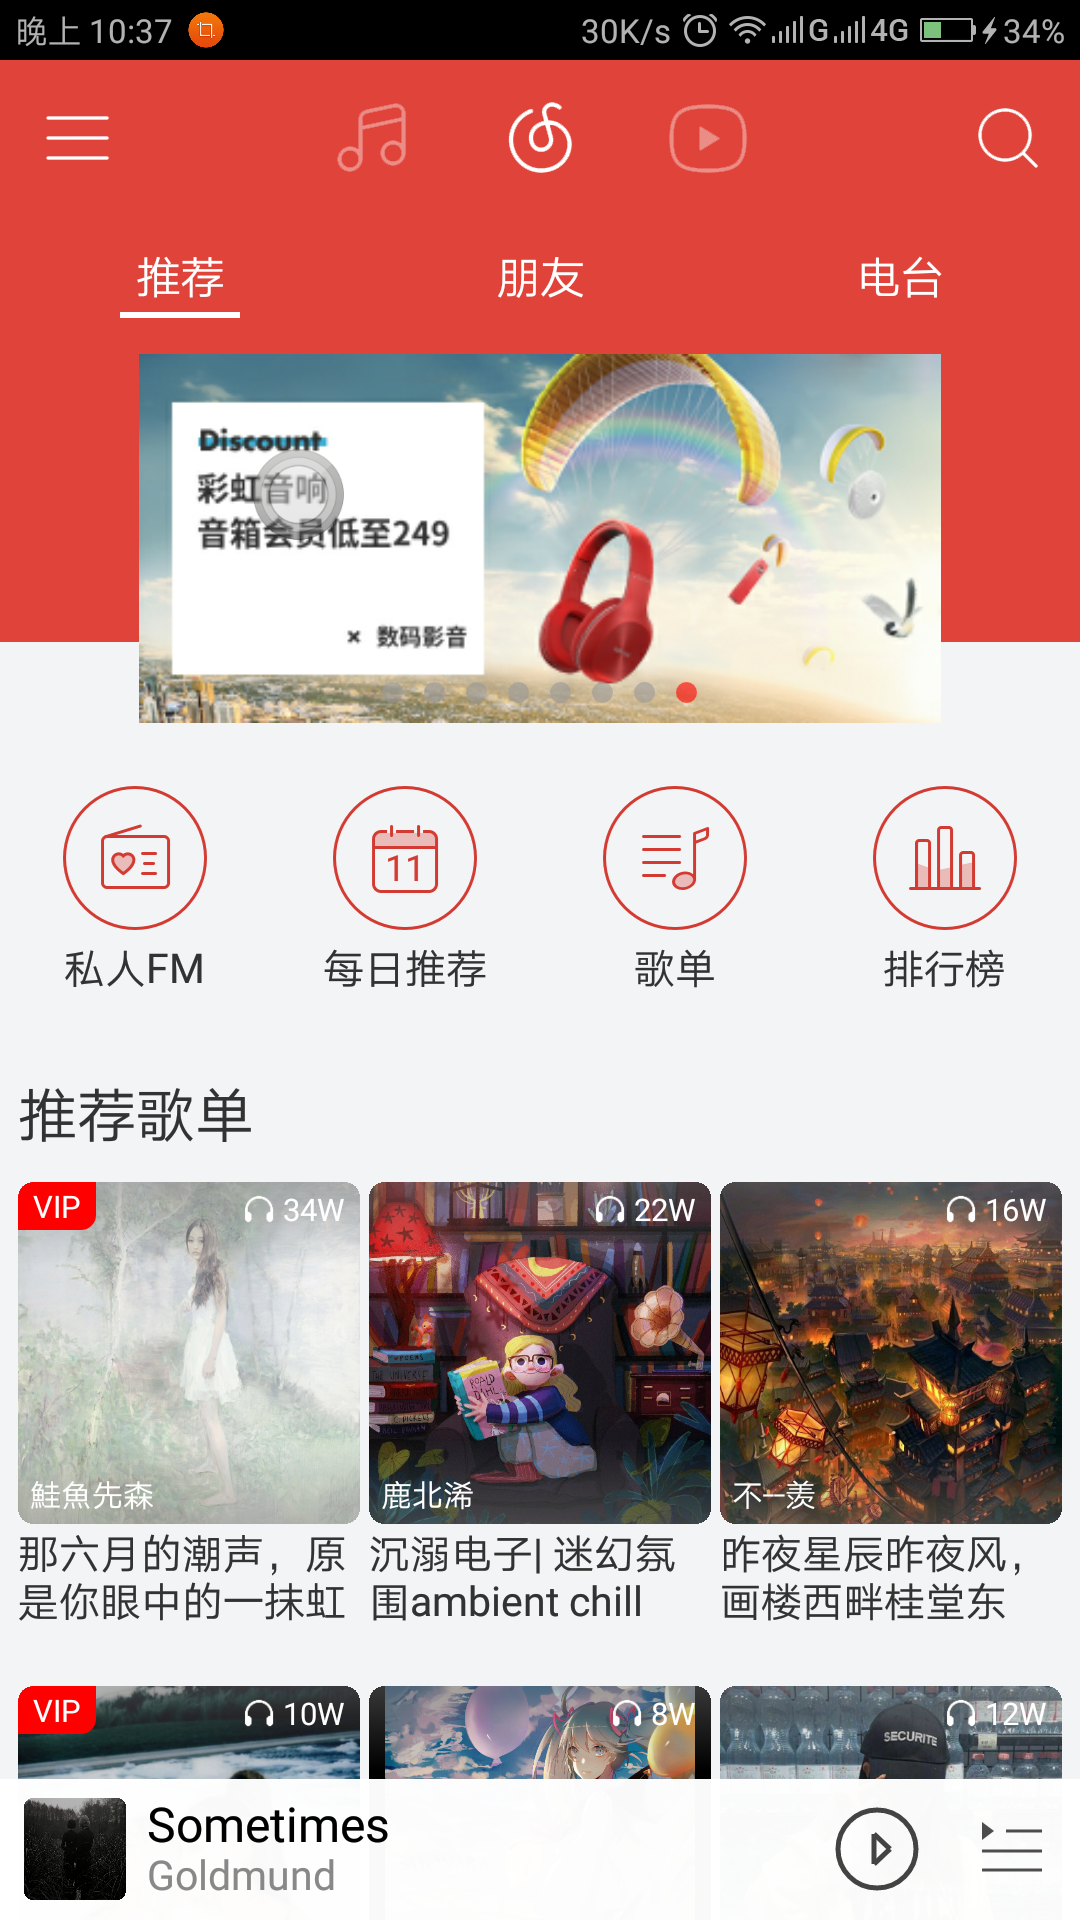 晚上 10:37
30K/s G 4G 34%
推荐 朋友 电台
Discount
彩虹音响
音箱会员低至249
× 数码影音
11
私人FM 每日推荐 歌单 排行榜
推荐歌单
VIP 34W
鮭魚先森
那六月的潮声，原
是你眼中的一抹虹
22W
ROALD
DAHL
鹿北浠
沉溺电子| 迷幻氛
围ambient chill
16W
不一羡
昨夜星辰昨夜风，
画楼西畔桂堂东
VIP 10W
8W
12W
SECURITE
Sometimes
Goldmund